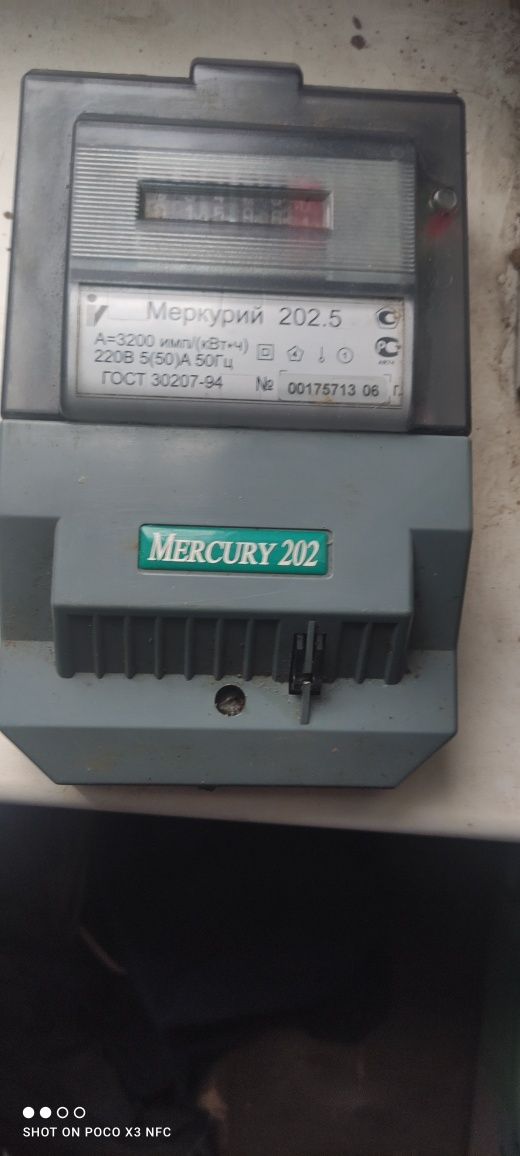 Меркурий 202.5
A=3200 имп/(кВт•ч)
220В 5(50)А 50Гц
ГОСТ 30207-94 № 00175713 06 г.
MERCURY 202
SHOT ON POCO X3 NFC